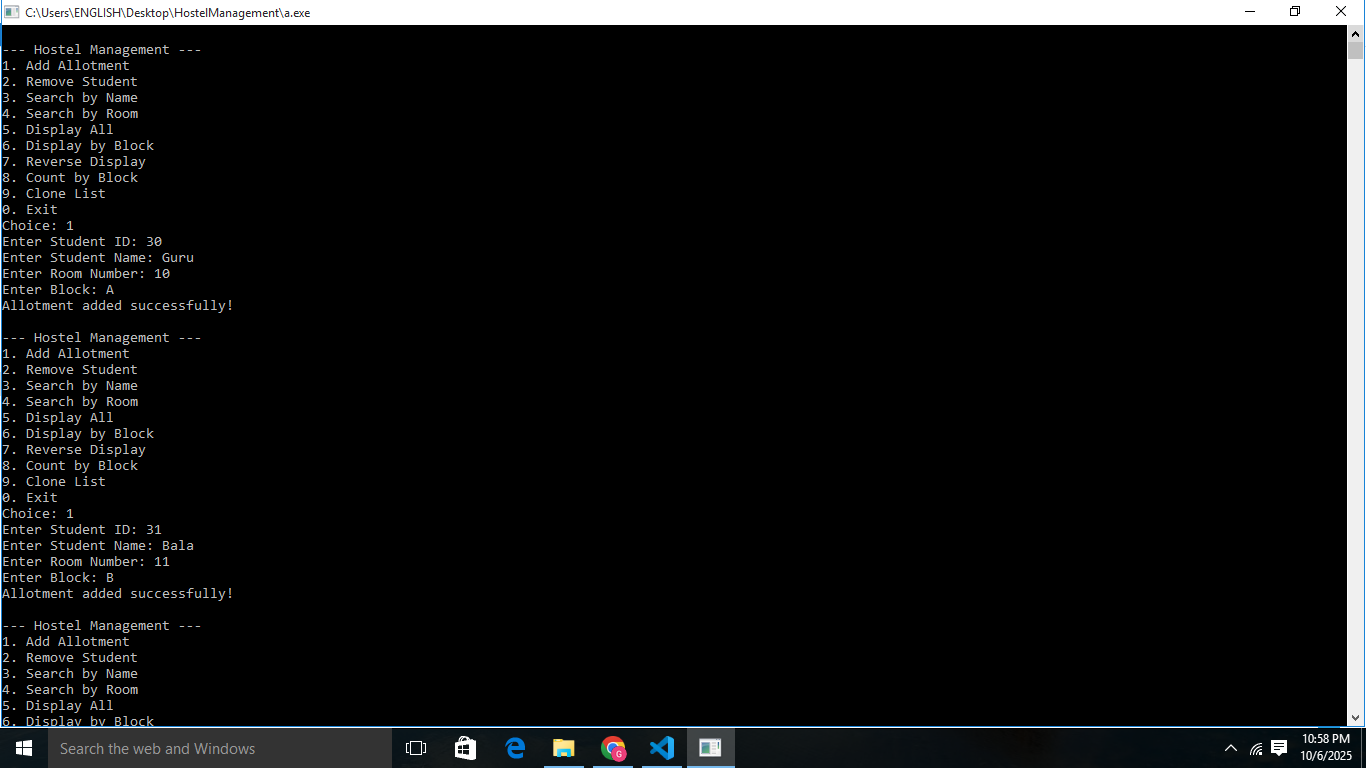 C:\Users\ENGLISH\Desktop\HostelManagement\a.exe
--- Hostel Management ---
1. Add Allotment
2. Remove Student
3. Search by Name
4. Search by Room
5. Display All
6. Display by Block
7. Reverse Display
8. Count by Block
9. Clone List
0. Exit
Choice: 1
Enter Student ID: 30
Enter Student Name: Guru
Enter Room Number: 10
Enter Block: A
Allotment added successfully!
--- Hostel Management ---
1. Add Allotment
2. Remove Student
3. Search by Name
4. Search by Room
5. Display All
6. Display by Block
7. Reverse Display
8. Count by Block
9. Clone List
0. Exit
Choice: 1
Enter Student ID: 31
Enter Student Name: Bala
Enter Room Number: 11
Enter Block: B
Allotment added successfully!
--- Hostel Management ---
1. Add Allotment
2. Remove Student
3. Search by Name
4. Search by Room
5. Display All
6. Display by Block
Search the web and Windows
G
10:58 PM
10/6/2025